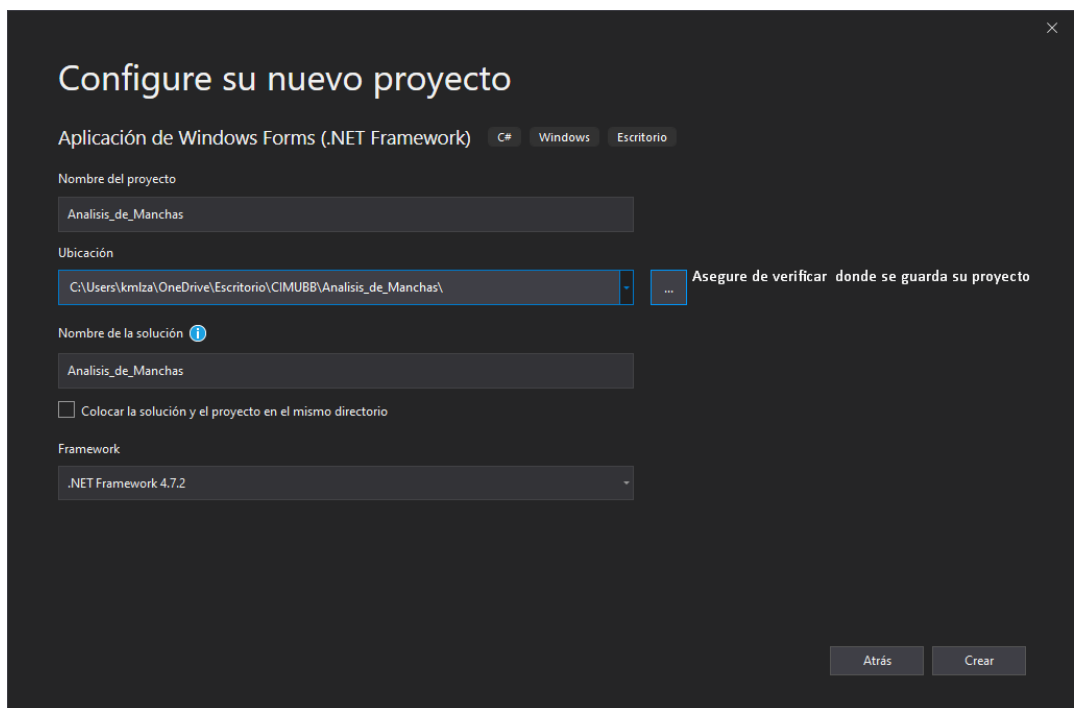 Configure su nuevo proyecto
Aplicación de Windows Forms (.NET Framework) C# Windows Escritorio
Nombre del proyecto
Analisis_de_Manchas
Ubicación
C:\Users\kmlza\OneDrive\Escritorio\CIMUBB\Analisis_de_Manchas\ ... Asegure de verificar donde se guarda su proyecto
Nombre de la solución
Analisis_de_Manchas
Colocar la solución y el proyecto en el mismo directorio
Framework
.NET Framework 4.7.2
Atrás Crear